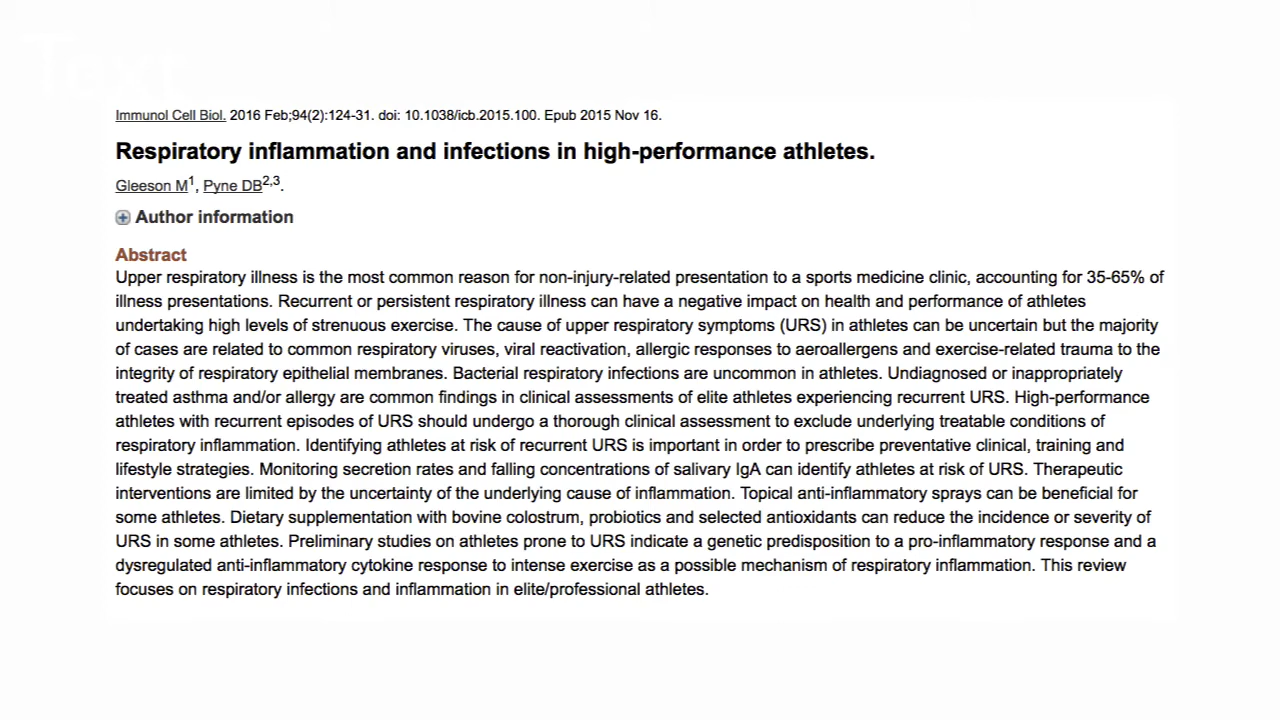 Text
Immunol Cell Biol. 2016 Feb;94(2):124-31. doi: 10.1038/icb.2015.100. Epub 2015 Nov 16.
Respiratory inflammation and infections in high-performance athletes.
Gleeson M1, Pyne DB2,3.
Author information
Abstract
Upper respiratory illness is the most common reason for non-injury-related presentation to a sports medicine clinic, accounting for 35-65% of
illness presentations. Recurrent or persistent respiratory illness can have a negative impact on health and performance of athletes
undertaking high levels of strenuous exercise. The cause of upper respiratory symptoms (URS) in athletes can be uncertain but the majority
of cases are related to common respiratory viruses, viral reactivation, allergic responses to aeroallergens and exercise-related trauma to the
integrity of respiratory epithelial membranes. Bacterial respiratory infections are uncommon in athletes. Undiagnosed or inappropriately
treated asthma and/or allergy are common findings in clinical assessments of elite athletes experiencing recurrent URS. High-performance
athletes with recurrent episodes of URS should undergo a thorough clinical assessment to exclude underlying treatable conditions of
respiratory inflammation. Identifying athletes at risk of recurrent URS is important in order to prescribe preventative clinical, training and
lifestyle strategies. Monitoring secretion rates and falling concentrations of salivary IgA can identify athletes at risk of URS. Therapeutic
interventions are limited by the uncertainty of the underlying cause of inflammation. Topical anti-inflammatory sprays can be beneficial for
some athletes. Dietary supplementation with bovine colostrum, probiotics and selected antioxidants can reduce the incidence or severity of
URS in some athletes. Preliminary studies on athletes prone to URS indicate a genetic predisposition to a pro-inflammatory response and a
dysregulated anti-inflammatory cytokine response to intense exercise as a possible mechanism of respiratory inflammation. This review
focuses on respiratory infections and inflammation in elite/professional athletes.